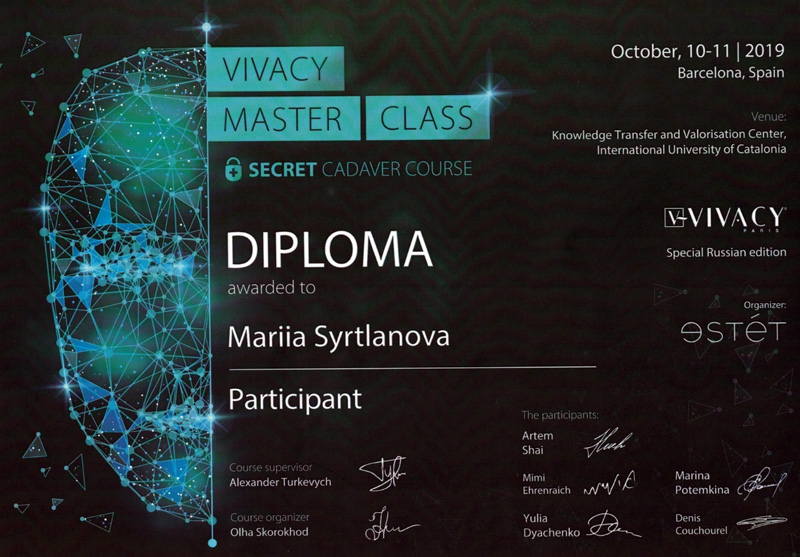 VIVACY
MASTER CLASS
SECRET CADAVER COURSE
October, 10-11 | 2019
Barcelona, Spain
Venue:
Knowledge Transfer and Valorisation Center,
International University of Catalonia
VIVACY
PARIS
Special Russian edition
Organizer:
эстét
DIPLOMA
awarded to
Mariia Syrtlanova
Participant
Course supervisor
Alexander Turkevych
Course organizer
Olha Skorokhod
The participants:
Artem
Shai
Mimi
Ehrenraich
Yulia
Dyachenko
Marina
Potemkina
Denis
Couchourel